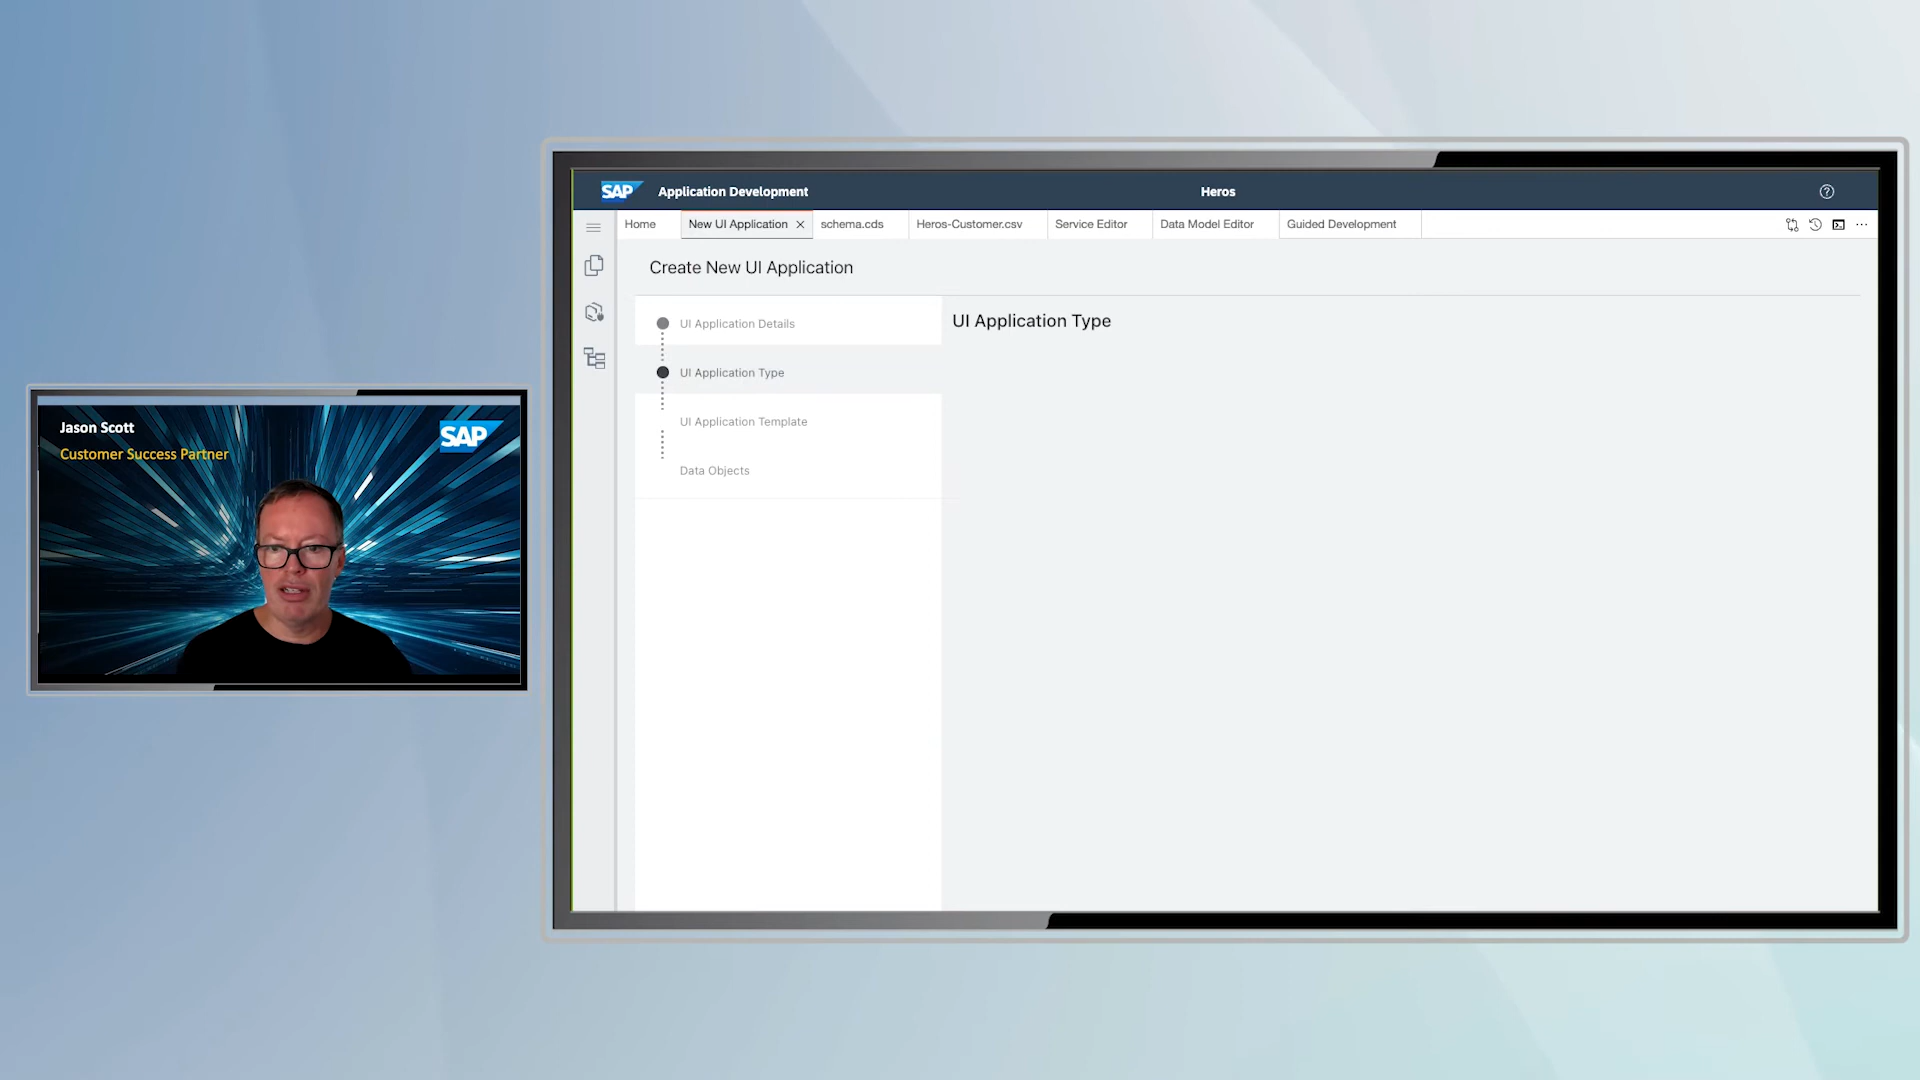 Jason Scott
SAP
Customer Success Partner
SAP Application Development
Heros
Home
New UI Application
schema.cds
Heros-Customer.csv
Service Editor
Data Model Editor
Guided Development
Create New UI Application
UI Application Details
UI Application Type
UI Application Type
UI Application Template
Data Objects